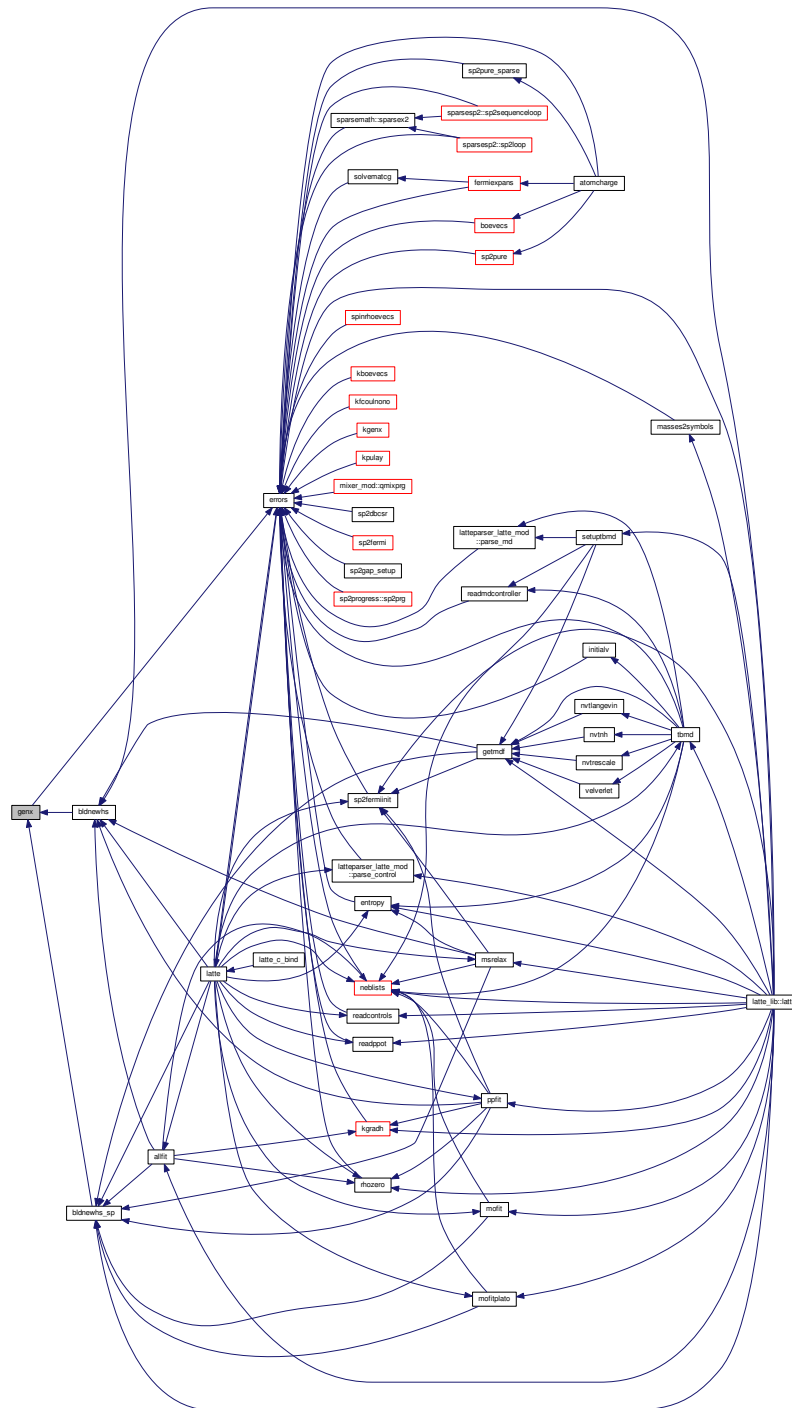 sp2pure_sparse
sparsesp2::sp2sequenceloop
sparsemath::sparsex2
sparsesp2::sp2loop
solvematcg
fermiexpans
atomcharge
boevecs
sp2pure
spinrhoevecs
kboevecs
kfcoulnono
masses2symbols
kgenx
kpulay
mixer_mod::qmixprg
errors
sp2dbcsr
latteparser_latte_mod
::parse_md
setuptbmd
sp2fermi
sp2gap_setup
readmdcontroller
sp2progress::sp2prg
initialv
nvtlangevin
nvtnh
tbmd
getmdf
nvtrescale
velverlet
sp2fermiinit
genx
bldnewhs
latteparser_latte_mod
::parse_control
entropy
latte_c_bind
msrelax
latte
neblists
latte_lib::latte
readcontrols
readppot
ppfit
kgradh
allfit
rhozero
bldnewhs_sp
mofit
mofitplato